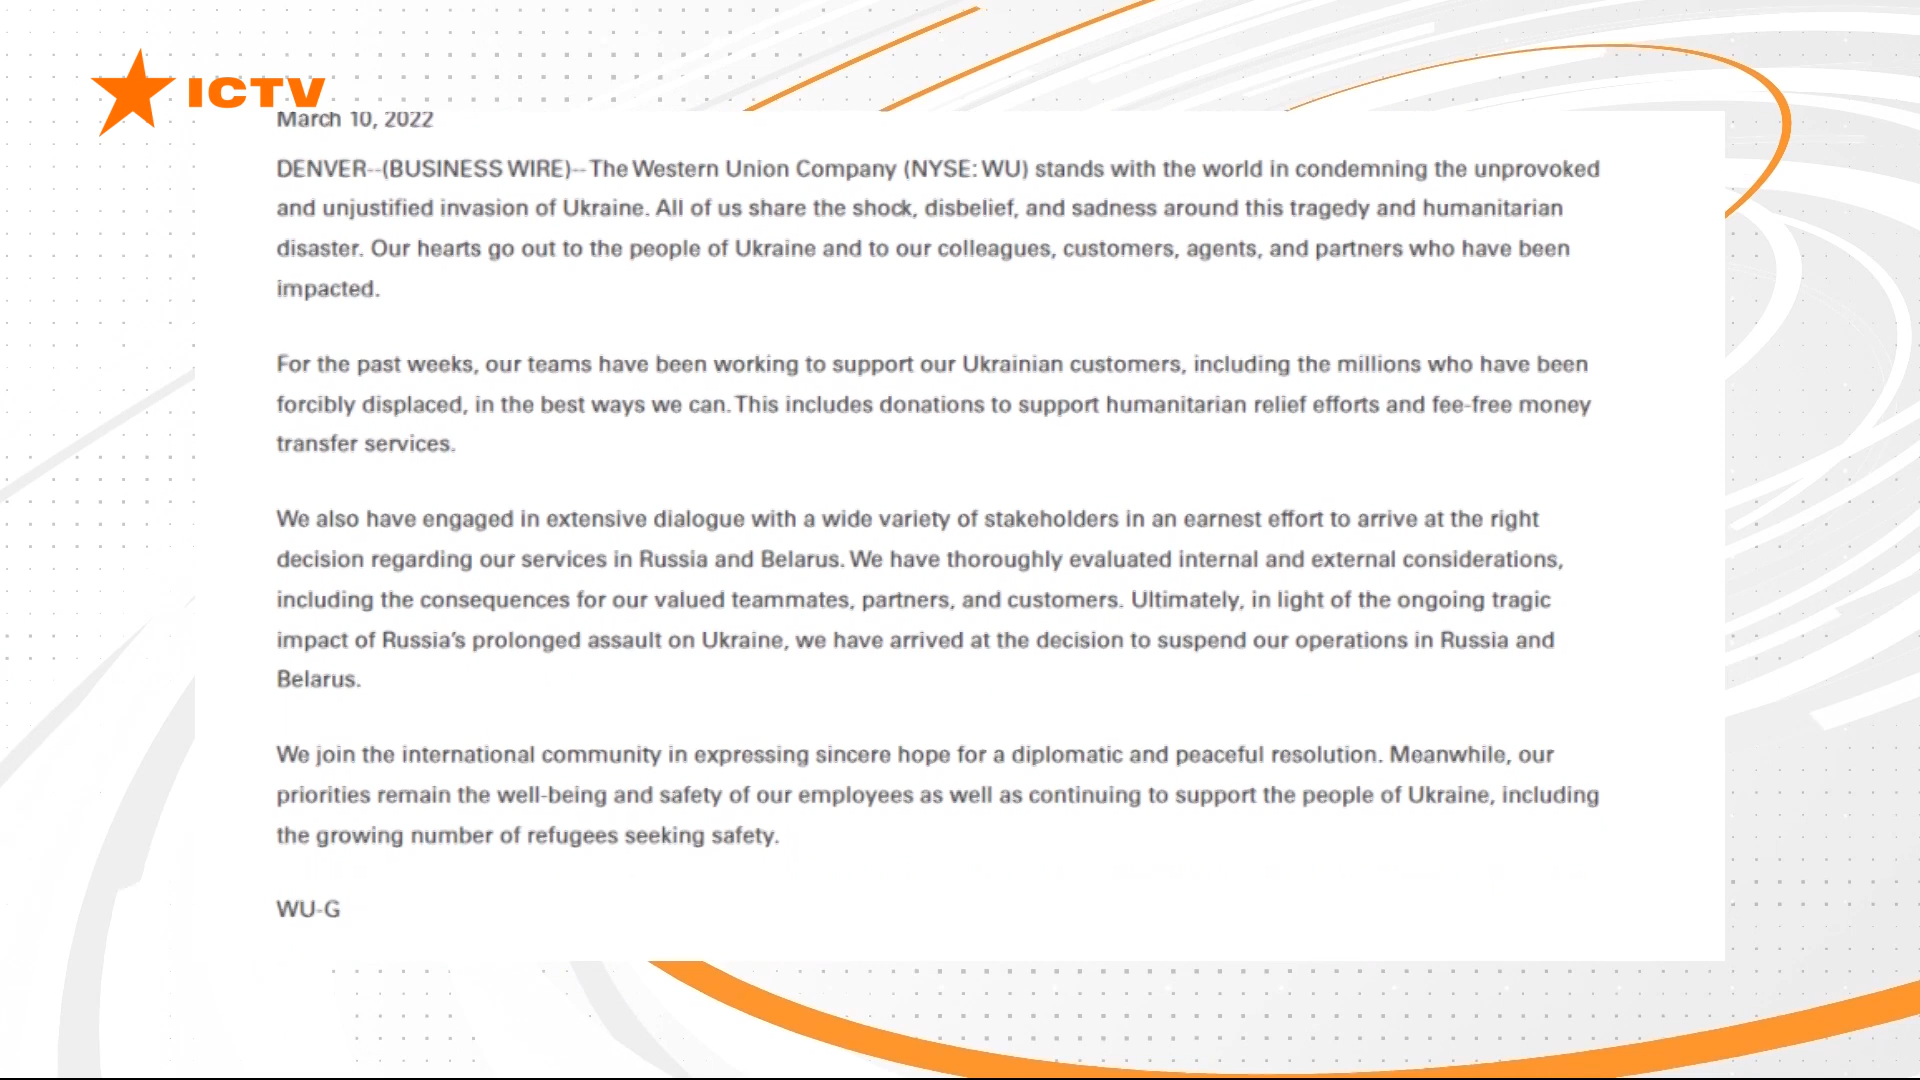 ICTV
March 10, 2022
DENVER--(BUSINESS WIRE)-- The Western Union Company (NYSE: WU) stands with the world in condemning the unprovoked
and unjustified invasion of Ukraine. All of us share the shock, disbelief, and sadness around this tragedy and humanitarian
disaster. Our hearts go out to the people of Ukraine and to our colleagues, customers, agents, and partners who have been
impacted.
For the past weeks, our teams have been working to support our Ukrainian customers, including the millions who have been
forcibly displaced, in the best ways we can. This includes donations to support humanitarian relief efforts and fee-free money
transfer services.
We also have engaged in extensive dialogue with a wide variety of stakeholders in an earnest effort to arrive at the right
decision regarding our services in Russia and Belarus. We have thoroughly evaluated internal and external considerations,
including the consequences for our valued teammates, partners, and customers. Ultimately, in light of the ongoing tragic
impact of Russia’s prolonged assault on Ukraine, we have arrived at the decision to suspend our operations in Russia and
Belarus.
We join the international community in expressing sincere hope for a diplomatic and peaceful resolution. Meanwhile, our
priorities remain the well-being and safety of our employees as well as continuing to support the people of Ukraine, including
the growing number of refugees seeking safety.
WU-G